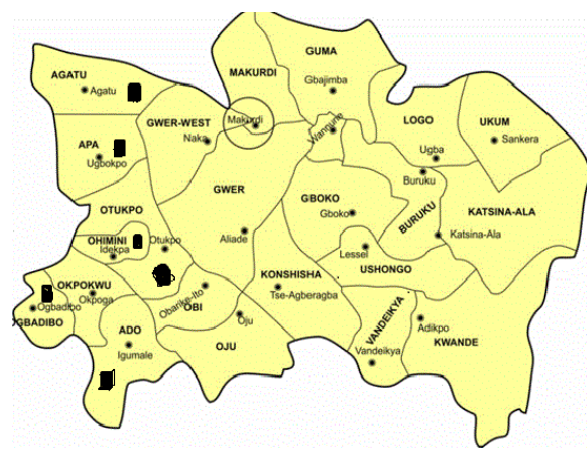 GUMA
AGATU
MAKURDI
Gbajimba
Agatu
GWER-WEST
Makurdi
LOGO
UKUM
APA
Naka
Wannune
Sankera
Ugbokpo
Ugba
Buruku
GWER
GBOKO
OTUKPO
Gboko
BURUKU
KATSINA-ALA
OHIMINI
Otukpo
Aliade
Katsina-Ala
Idekpa
Lessel
USHONGO
OKPOKWU
KONSHISHA
Okpoga
Obarike-Ito
Tse-Agberagba
Ogbadibo
OBI
OGBADIBO
ADO
Oju
VANDEIKYA
Adikpo
Igumale
OJU
KWANDE
Vandeikya